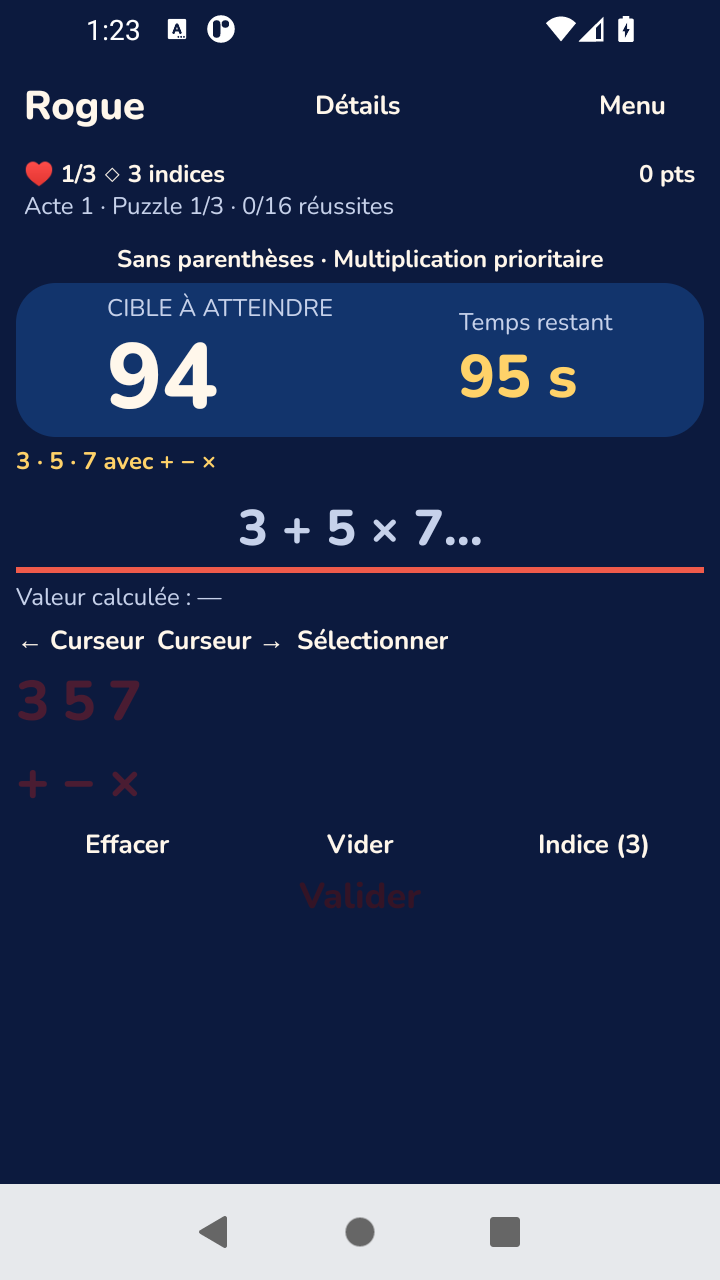 1:23
Rogue Détails Menu
❤️ 1/3 ◇ 3 indices 0 pts
Acte 1 · Puzzle 1/3 · 0/16 réussites
Sans parenthèses · Multiplication prioritaire
CIBLE À ATTEINDRE Temps restant
94 95 s
3 · 5 · 7 avec + − ×
3 + 5 × 7…
Valeur calculée : —
← Curseur Curseur → Sélectionner
3 5 7
+ − ×
Effacer Vider Indice (3)
Valider